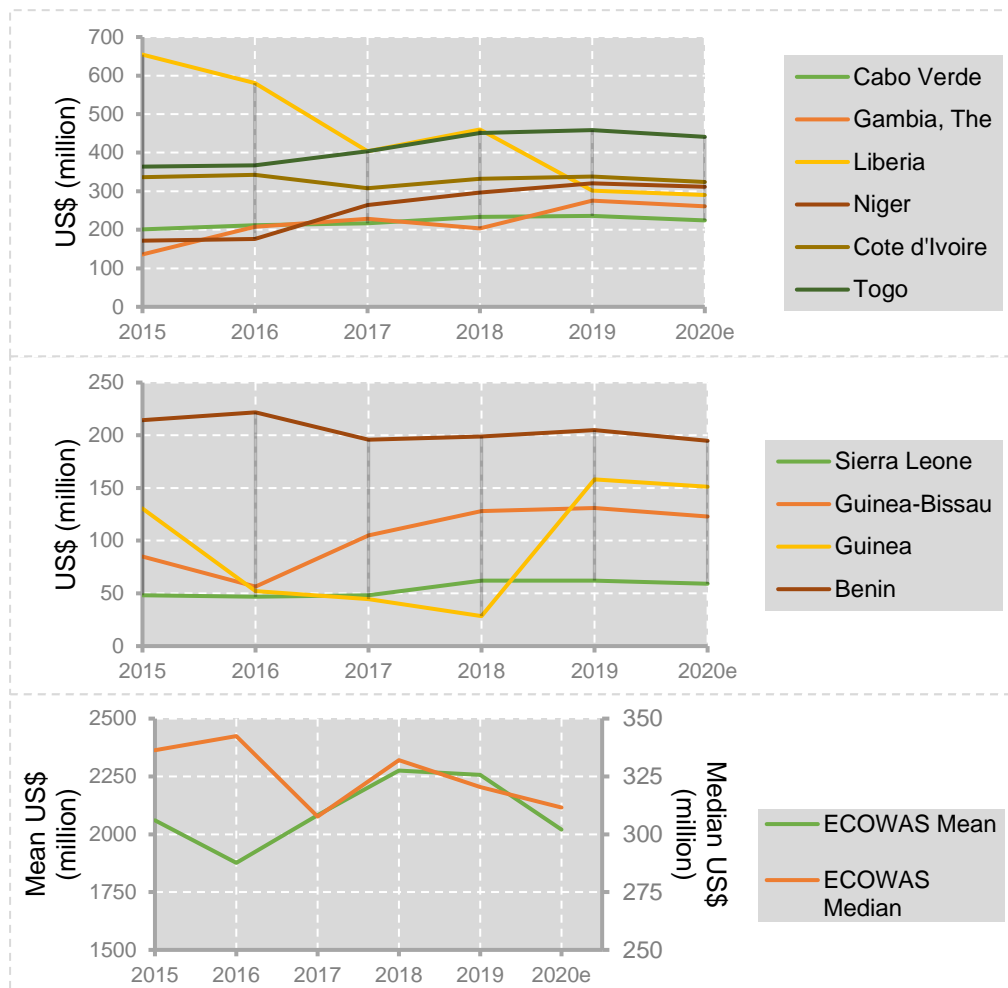 700
600
500
400
300
200
100
0
US$ (million)
2015 2016 2017 2018 2019 2020e
Cabo Verde
Gambia, The
Liberia
Niger
Cote d'Ivoire
Togo
250
200
150
100
50
0
US$ (million)
2015 2016 2017 2018 2019 2020e
Sierra Leone
Guinea-Bissau
Guinea
Benin
2500
2250
2000
1750
1500
Mean US$
(million)
350
325
300
275
250
Median US$
(million)
2015 2016 2017 2018 2019 2020e
ECOWAS Mean
ECOWAS
Median